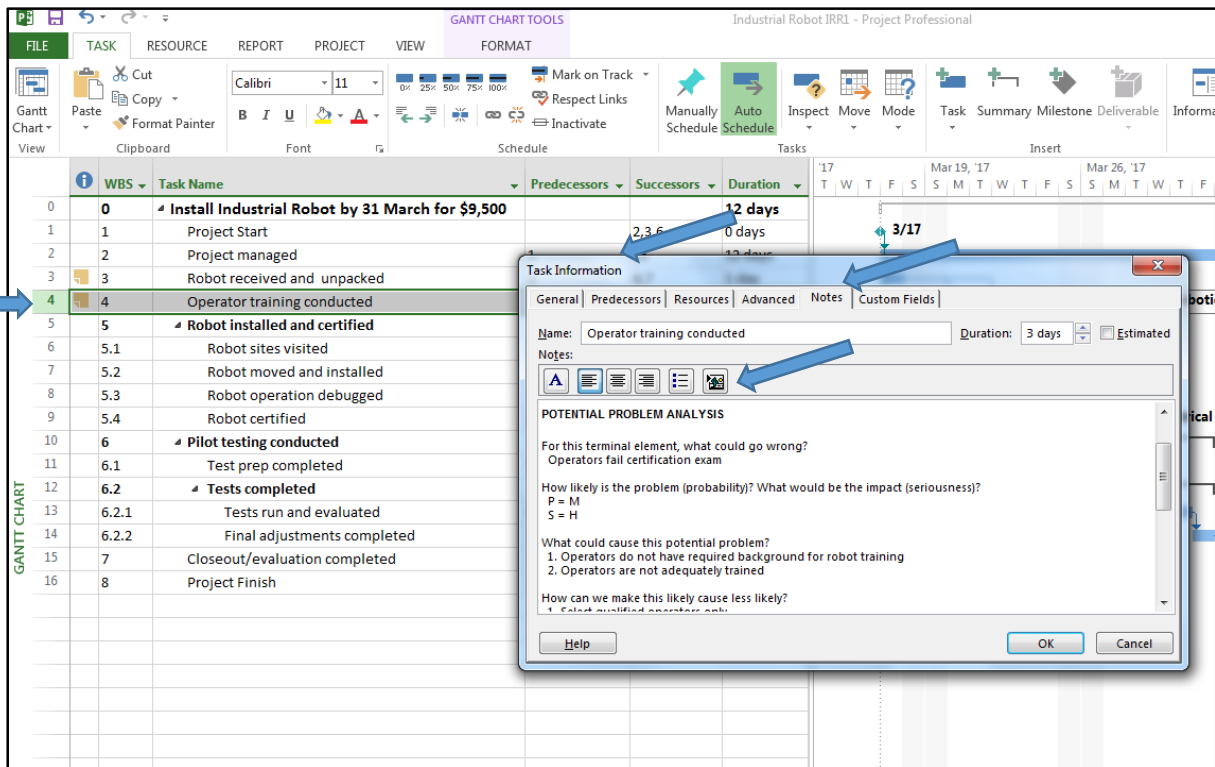 GANTT CHART TOOLS
Industrial Robot IRR1 - Project Professional
FILE TASK RESOURCE REPORT PROJECT VIEW FORMAT
Gantt Chart
Paste
Cut
Copy
Format Painter
Calibri 11
B I U A
0% 25% 50% 75% 100%
Mark on Track
Respect Links
Inactivate
Manually Schedule
Auto Schedule
Inspect Move Mode
Task Summary Milestone Deliverable Informa
View Clipboard Font Schedule Tasks Insert
WBS Task Name Predecessors Successors Duration
'17 Mar 19, '17 Mar 26, '17
T W T F S S M T W T F S S M T W T F
0 0 Install Industrial Robot by 31 March for $9,500 12 days
1 1 Project Start 2,3,6 0 days 3/17
2 2 Project managed
3 3 Robot received and unpacked
4 4 Operator training conducted
5 5 Robot installed and certified
6 5.1 Robot sites visited
7 5.2 Robot moved and installed
8 5.3 Robot operation debugged
9 5.4 Robot certified
10 6 Pilot testing conducted
11 6.1 Test prep completed
12 6.2 Tests completed
13 6.2.1 Tests run and evaluated
14 6.2.2 Final adjustments completed
15 7 Closeout/evaluation completed
16 8 Project Finish
GANTT CHART
Task Information
General Predecessors Resources Advanced Notes Custom Fields
Name: Operator training conducted Duration: 3 days Estimated
Notes:
A
POTENTIAL PROBLEM ANALYSIS
For this terminal element, what could go wrong?
Operators fail certification exam
How likely is the problem (probability)? What would be the impact (seriousness)?
P = M
S = H
What could cause this potential problem?
1. Operators do not have required background for robot training
2. Operators are not adequately trained
How can we make this likely cause less likely?
1. Select qualified operators only
Help OK Cancel